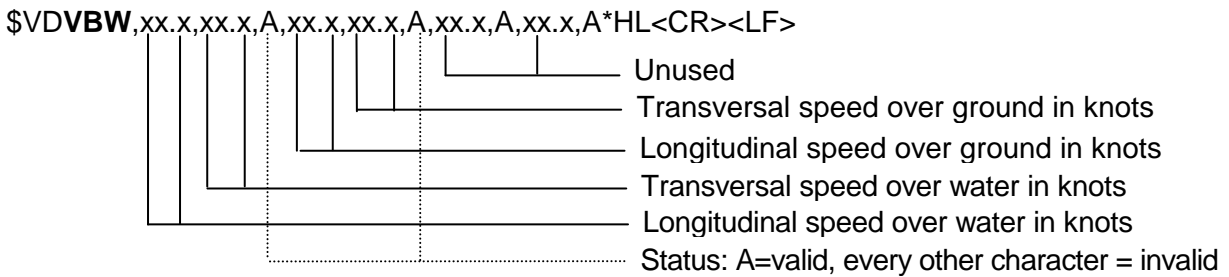 $VDVBW,xx.x,xx.x,A,xx.x,xx.x,A,xx.x,A,xx.x,A*HL<CR><LF>
Unused
Transversal speed over ground in knots
Longitudinal speed over ground in knots
Transversal speed over water in knots
Longitudinal speed over water in knots
Status: A=valid, every other character = invalid